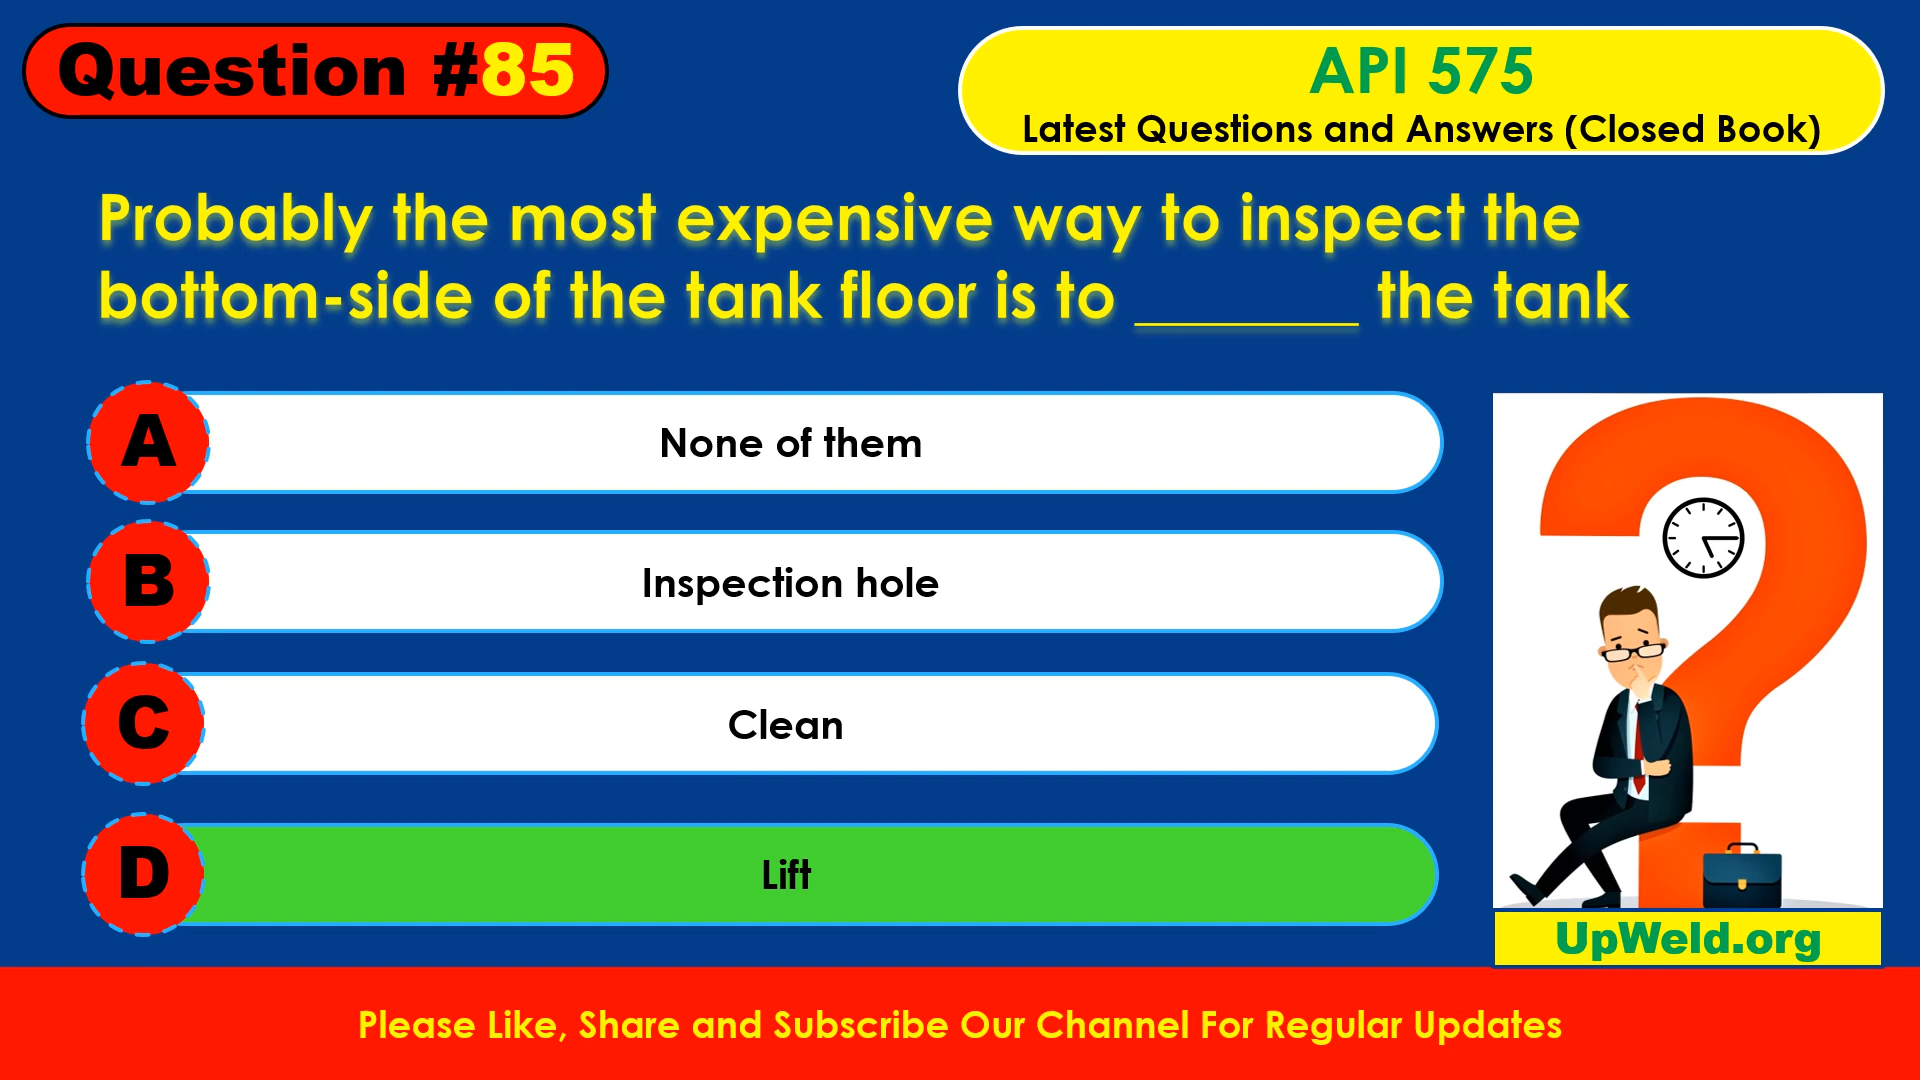 Question #85
API 575
Latest Questions and Answers (Closed Book)
Probably the most expensive way to inspect the
bottom-side of the tank floor is to _______ the tank
A
None of them
B
Inspection hole
C
Clean
D
Lift
UpWeld.org
Please Like, Share and Subscribe Our Channel For Regular Updates